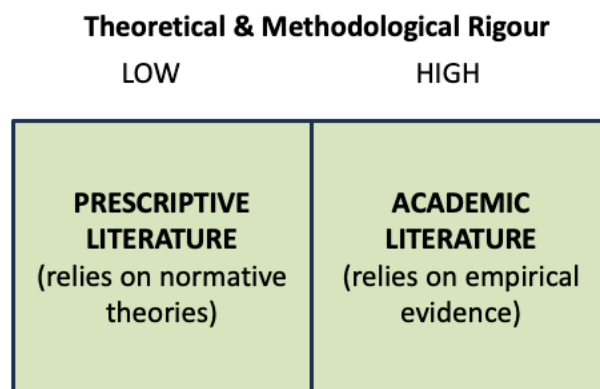 Theoretical & Methodological Rigour
LOW HIGH
PRESCRIPTIVE
LITERATURE
(relies on normative
theories)
ACADEMIC
LITERATURE
(relies on empirical
evidence)